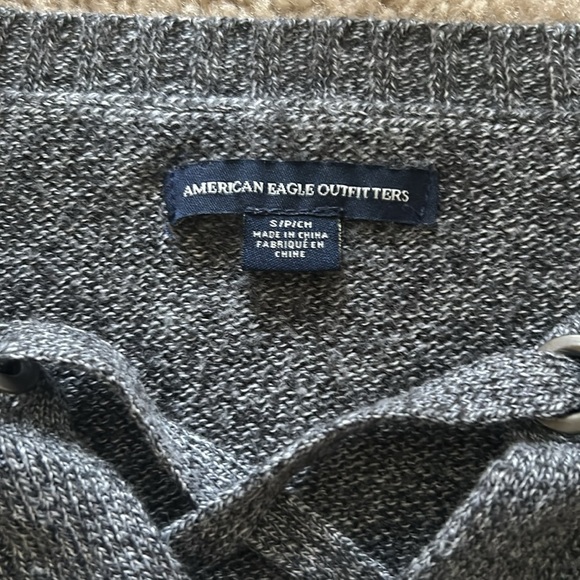 AMERICAN EAGLE OUTFITTERS
S/P/CH
MADE IN CHINA
FABRIQUÉ EN
CHINE